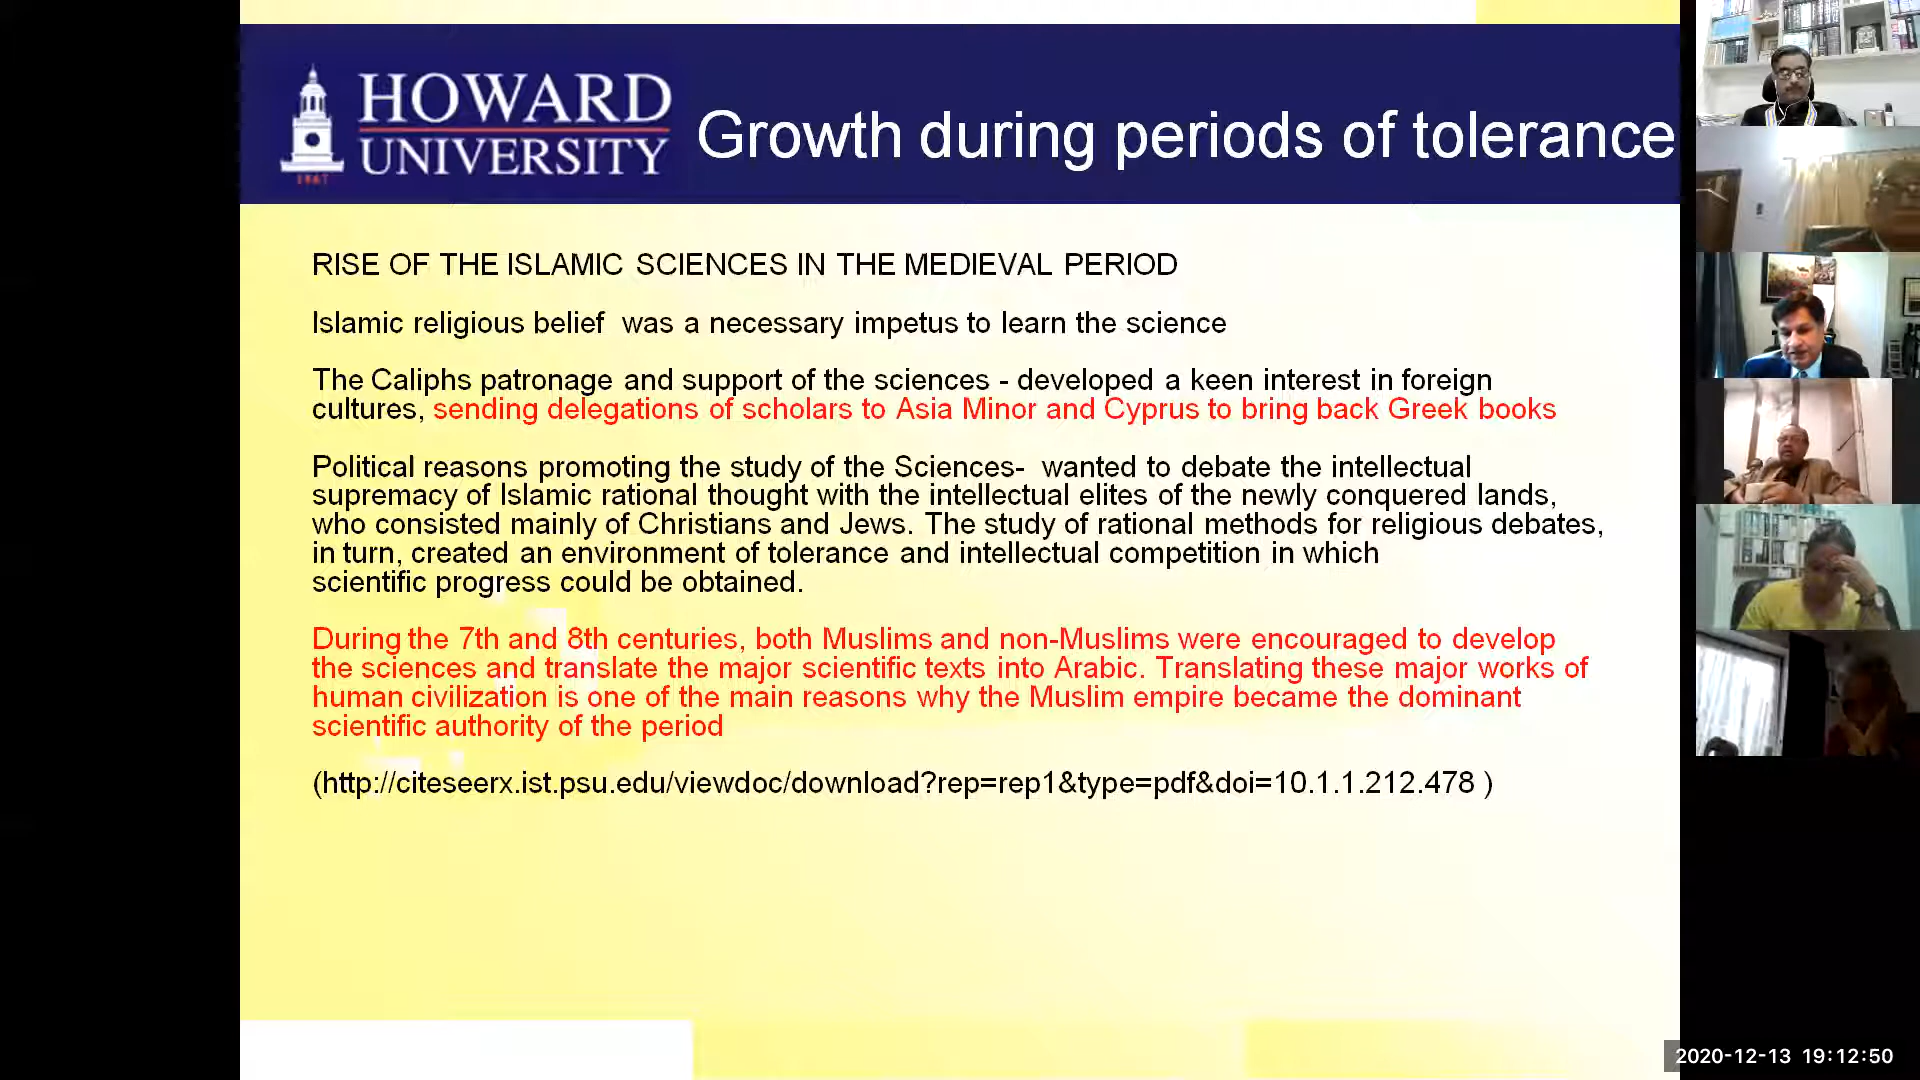 HOWARD
UNIVERSITY
1867
Growth during periods of tolerance
RISE OF THE ISLAMIC SCIENCES IN THE MEDIEVAL PERIOD
Islamic religious belief was a necessary impetus to learn the science
The Caliphs patronage and support of the sciences - developed a keen interest in foreign
cultures, sending delegations of scholars to Asia Minor and Cyprus to bring back Greek books
Political reasons promoting the study of the Sciences- wanted to debate the intellectual
supremacy of Islamic rational thought with the intellectual elites of the newly conquered lands,
who consisted mainly of Christians and Jews. The study of rational methods for religious debates,
in turn, created an environment of tolerance and intellectual competition in which
scientific progress could be obtained.
During the 7th and 8th centuries, both Muslims and non-Muslims were encouraged to develop
the sciences and translate the major scientific texts into Arabic. Translating these major works of
human civilization is one of the main reasons why the Muslim empire became the dominant
scientific authority of the period
(http://citeseerx.ist.psu.edu/viewdoc/download?rep=rep1&type=pdf&doi=10.1.1.212.478 )
2020-12-13 19:12:50